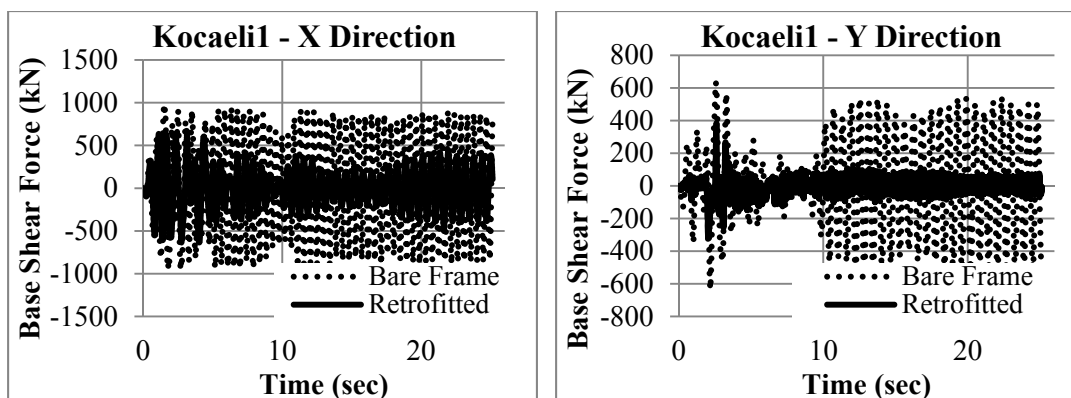 Kocaeli1 - X Direction
Base Shear Force (kN)
1500
1000
500
0
-500
-1000
-1500
Bare Frame
Retrofitted
0
10
20
Time (sec)
Kocaeli1 - Y Direction
Base Shear Force (kN)
800
600
400
200
0
-200
-400
-600
-800
Bare Frame
Retrofitted
0
10
20
Time (sec)